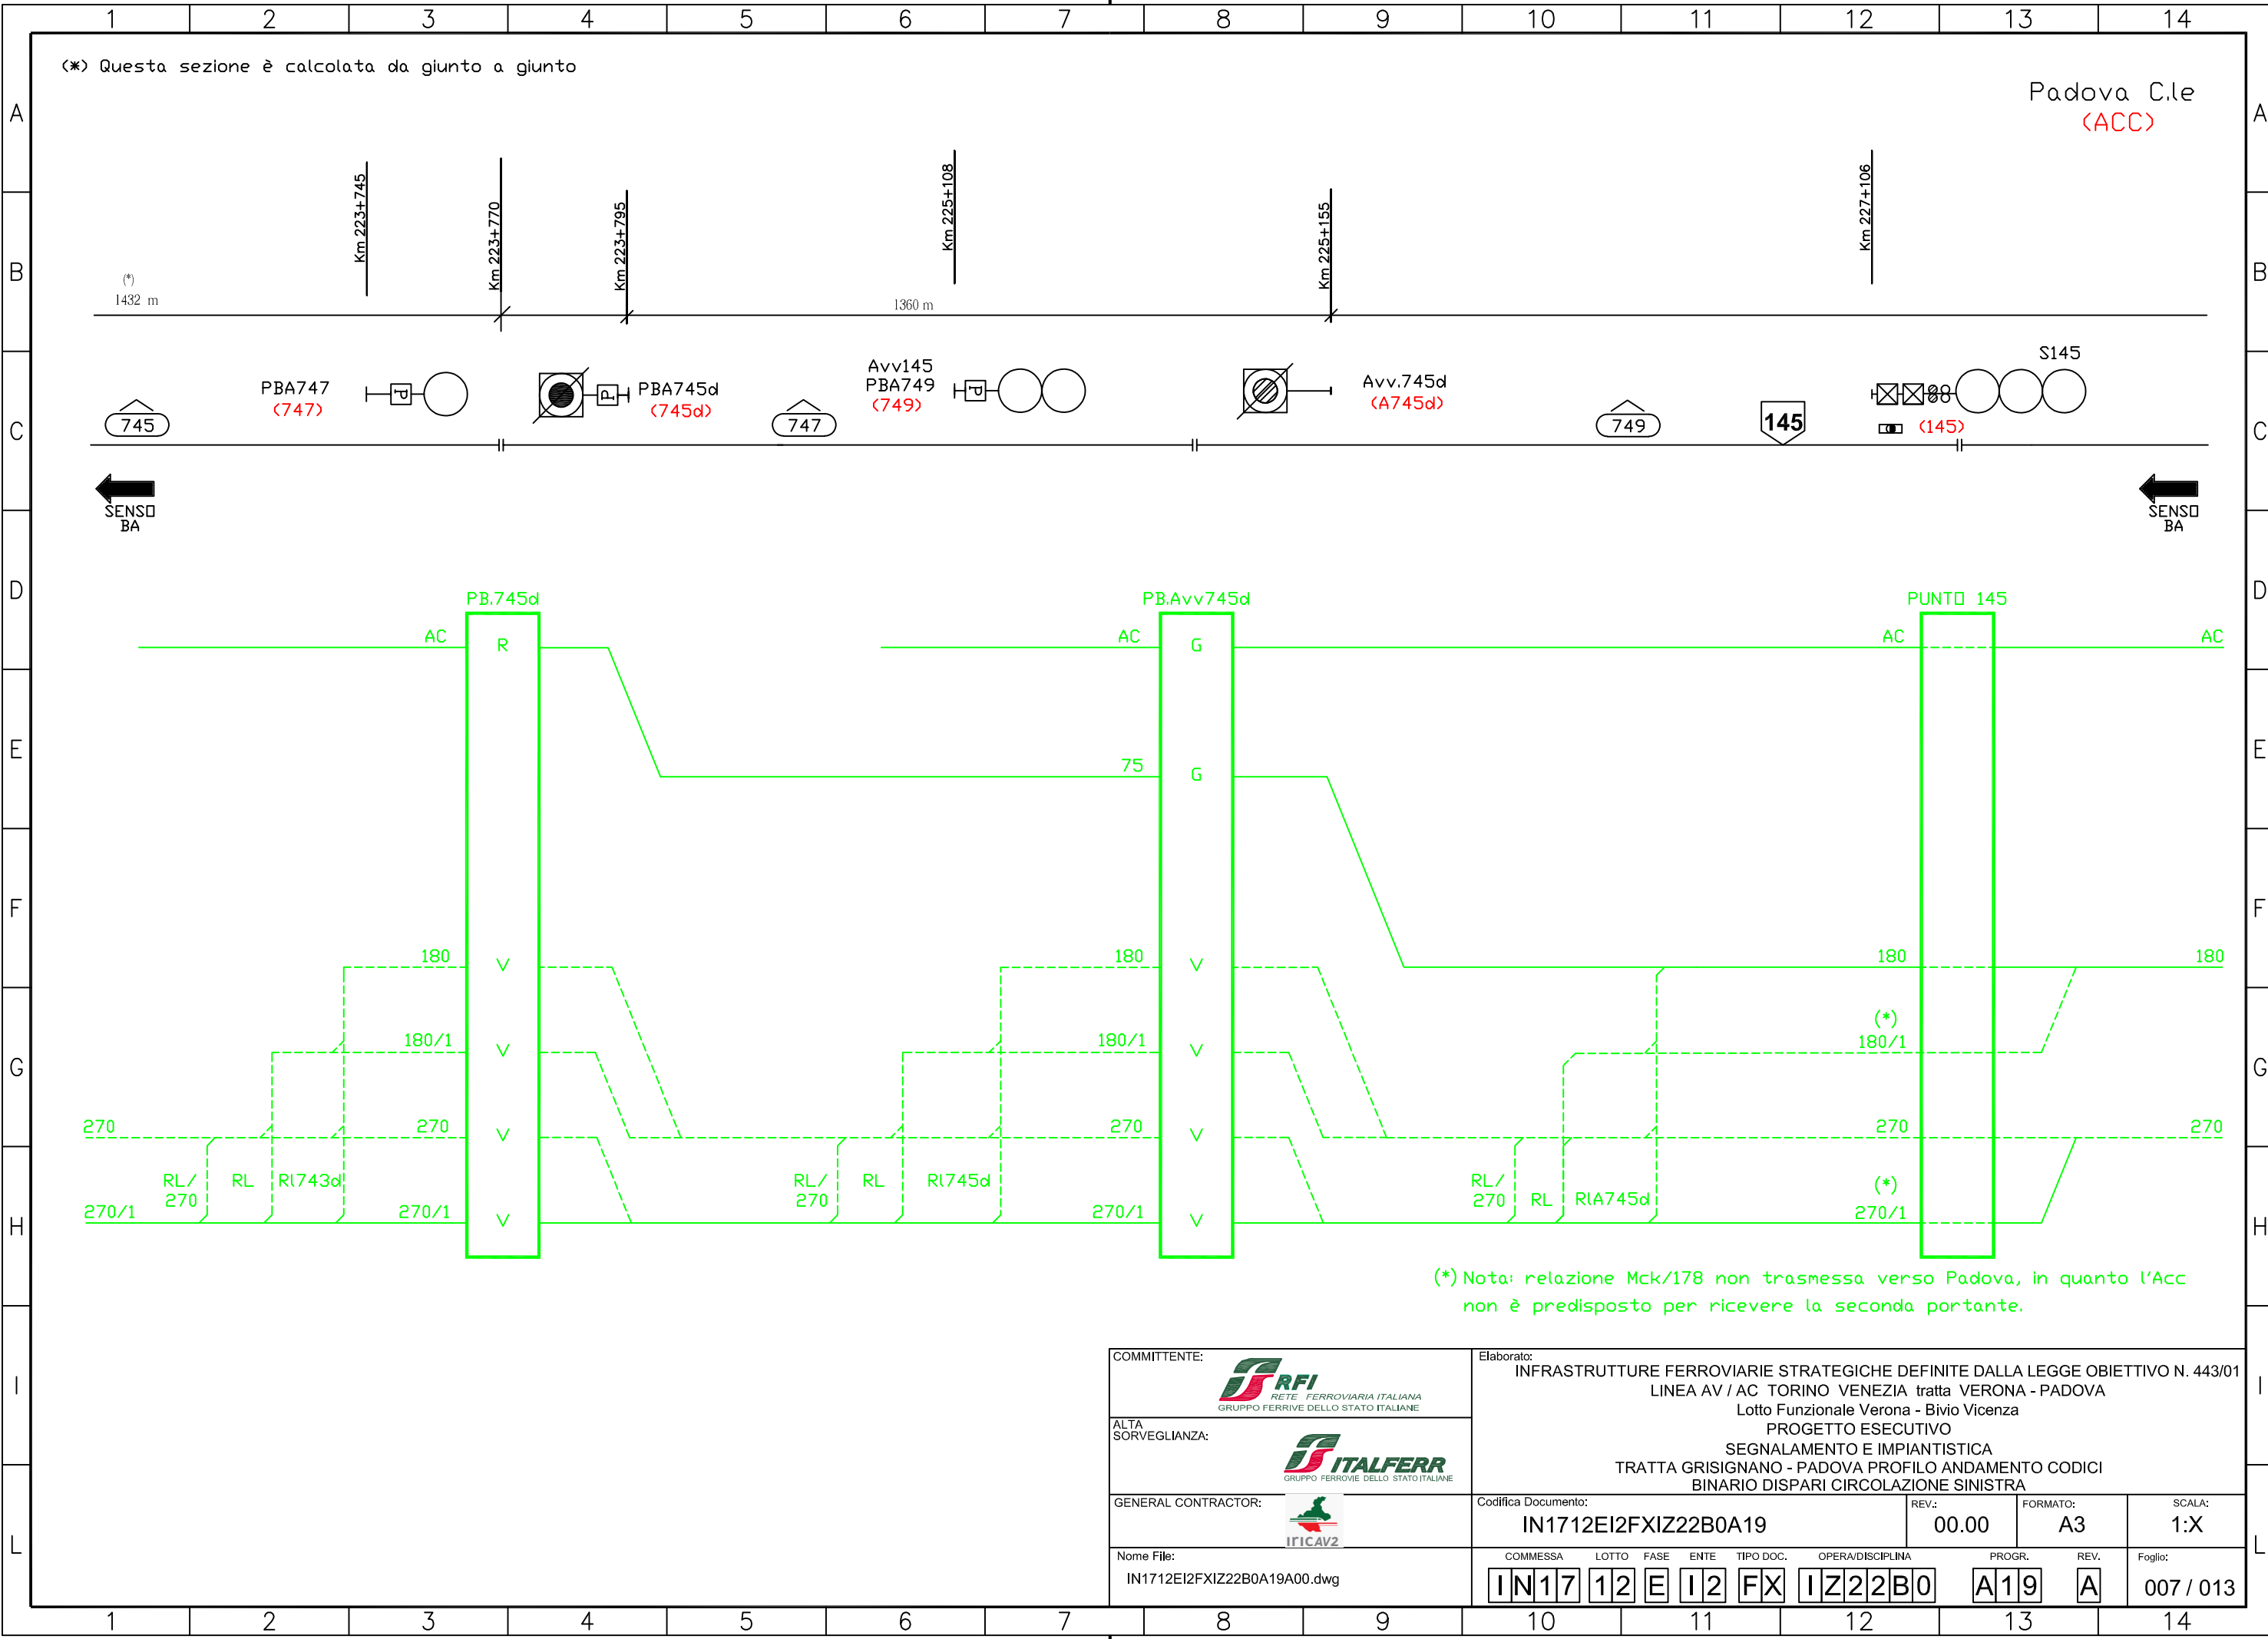 1 2 3 4 5 6 7 8 9 10 11 12 13 14
(*) Questa sezione è calcolata da giunto a giunto
Padova C.le
(ACC)
A A
Km 223+745
Km 223+770
Km 223+795
Km 225+108
Km 225+155
Km 227+106
B B
(*)
1432 m
1360 m
745
PBA747
(747)
P
P
PBA745d
(745d)
747
Avv145
PBA749
(749)
P
Avv.745d
(A745d)
749
145
S145
(145)
C C
SENSO
BA
SENSO
BA
D D
PB.745d
PB.Avv745d
PUNTO 145
AC R AC G AC AC
E E
75 G
F F
180 V 180 V 180 180
(*)
180/1 V 180/1 V 180/1
G G
270 270 V 270 V 270 270
RL/
270
RL
Rl743d
RL/
270
RL
Rl745d
RL/
270
RL
RlA745d
(*)
270/1 270/1 V 270/1 V 270/1
H H
(*) Nota: relazione Mck/178 non trasmessa verso Padova, in quanto l'Acc
non è predisposto per ricevere la seconda portante.
I I
COMMITTENTE:
RFI
RETE FERROVIARIA ITALIANA
GRUPPO FERRIVE DELLO STATO ITALIANE
ALTA
SORVEGLIANZA:
ITALFERR
GRUPPO FERROVIE DELLO STATO ITALIANE
GENERAL CONTRACTOR:
IrICAV2
Nome File:
IN1712EI2FXIZ22B0A19A00.dwg
Elaborato:
INFRASTRUTTURE FERROVIARIE STRATEGICHE DEFINITE DALLA LEGGE OBIETTIVO N. 443/01
LINEA AV / AC TORINO VENEZIA tratta VERONA - PADOVA
Lotto Funzionale Verona - Bivio Vicenza
PROGETTO ESECUTIVO
SEGNALAMENTO E IMPIANTISTICA
TRATTA GRISIGNANO - PADOVA PROFILO ANDAMENTO CODICI
BINARIO DISPARI CIRCOLAZIONE SINISTRA
Codifica Documento:
IN1712EI2FXIZ22B0A19
REV.:
00.00
FORMATO:
A3
SCALA:
1:X
L L
COMMESSA LOTTO FASE ENTE TIPO DOC. OPERA/DISCIPLINA PROGR. REV.
IN17 12 E I2 FX IZ22B0 A19 A
Foglio:
007 / 013
1 2 3 4 5 6 7 8 9 10 11 12 13 14